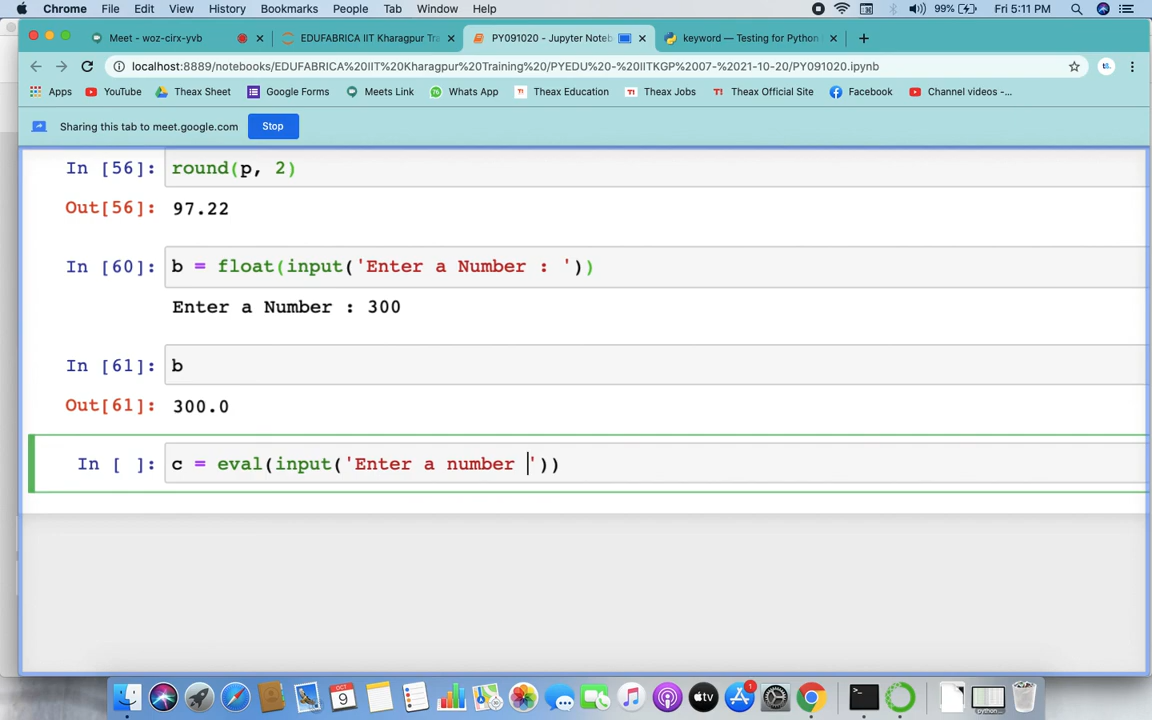 Chrome File Edit View History Bookmarks People Tab Window Help 99% Fri 5:11 PM
Meet - woz-cirx-yvb
EDUFABRICA IIT Kharagpur Tra
PY091020 - Jupyter Noteb
keyword — Testing for Python
localhost:8889/notebooks/EDUFABRICA%20IIT%20Kharagpur%20Training%20/PYEDU%20-%20IITKGP%2007-%2021-10-20/PY091020.ipynb
Apps YouTube Theax Sheet Google Forms Meets Link Whats App Theax Education Theax Jobs Theax Official Site Facebook Channel videos -...
Sharing this tab to meet.google.com Stop
In [56]: round(p, 2)
Out[56]: 97.22
In [60]: b = float(input('Enter a Number : '))
Enter a Number : 300
In [61]: b
Out[61]: 300.0
In [ ]: c = eval(input('Enter a number '))
OCT
9
tv
1